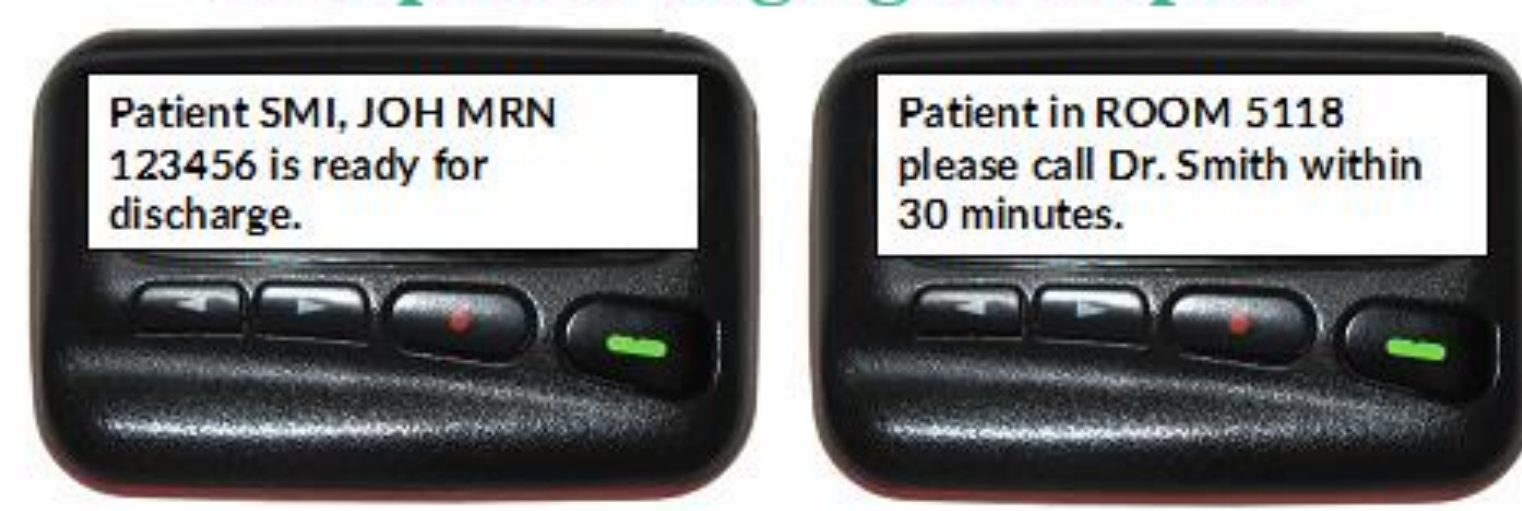 Patient SMI, JOH MRN
123456 is ready for
discharge.
Patient in ROOM 5118
please call Dr. Smith within
30 minutes.